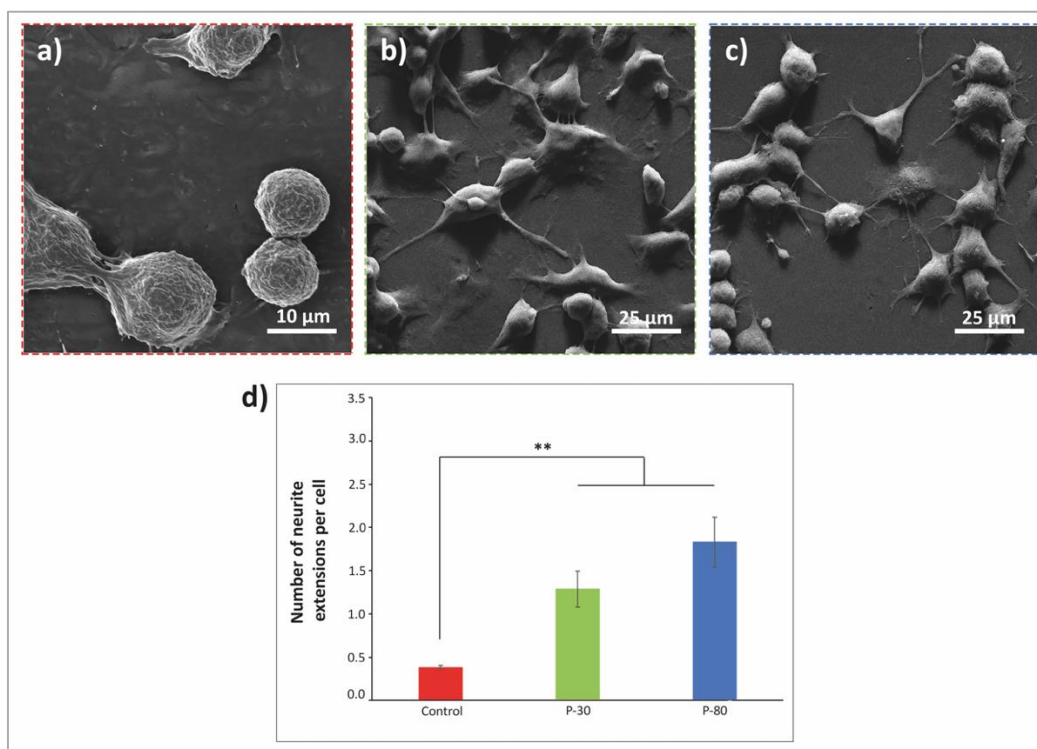 a)
b)
c)
10 µm
25 µm
25 µm
d)
Number of neurite
extensions per cell
3.5
3.0
2.5
2.0
1.5
1.0
0.5
0.0
**
Control
P-30
P-80